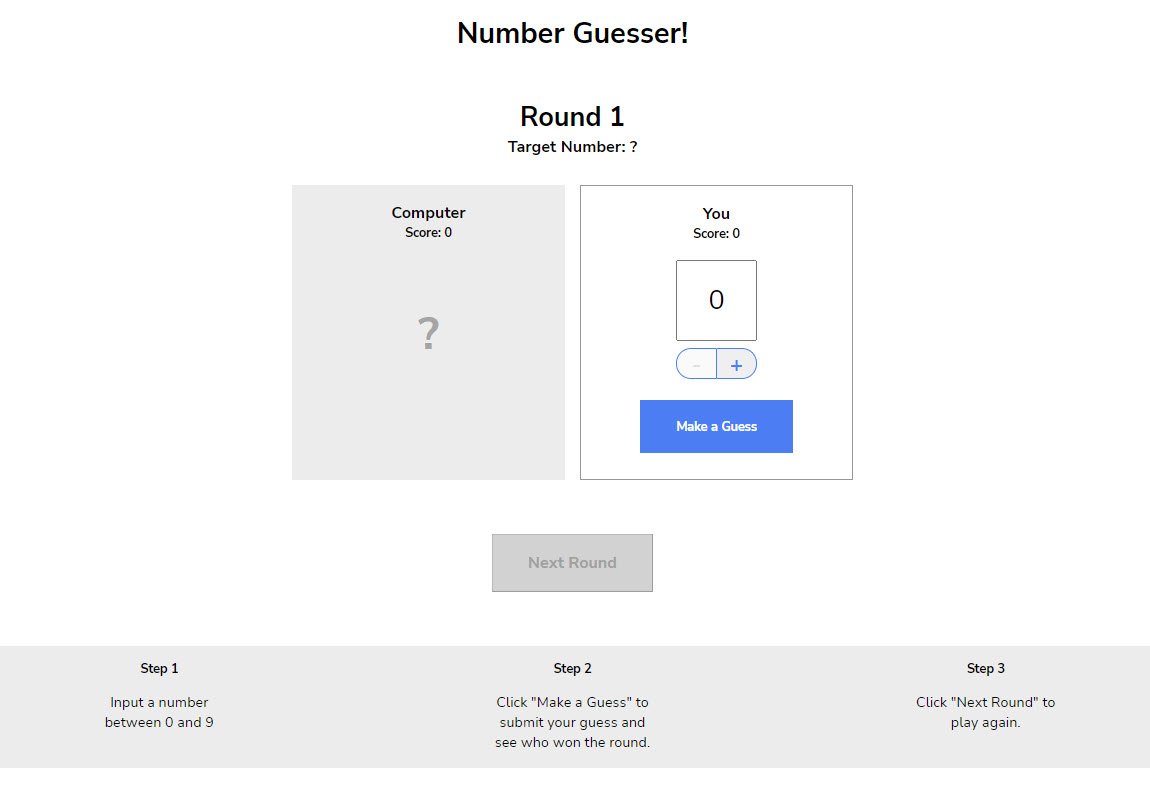 Number Guesser!
Round 1
Target Number: ?
Computer
Score: 0
?
You
Score: 0
0
- +
Make a Guess
Next Round
Step 1
Input a number
between 0 and 9
Step 2
Click "Make a Guess" to
submit your guess and
see who won the round.
Step 3
Click "Next Round" to
play again.